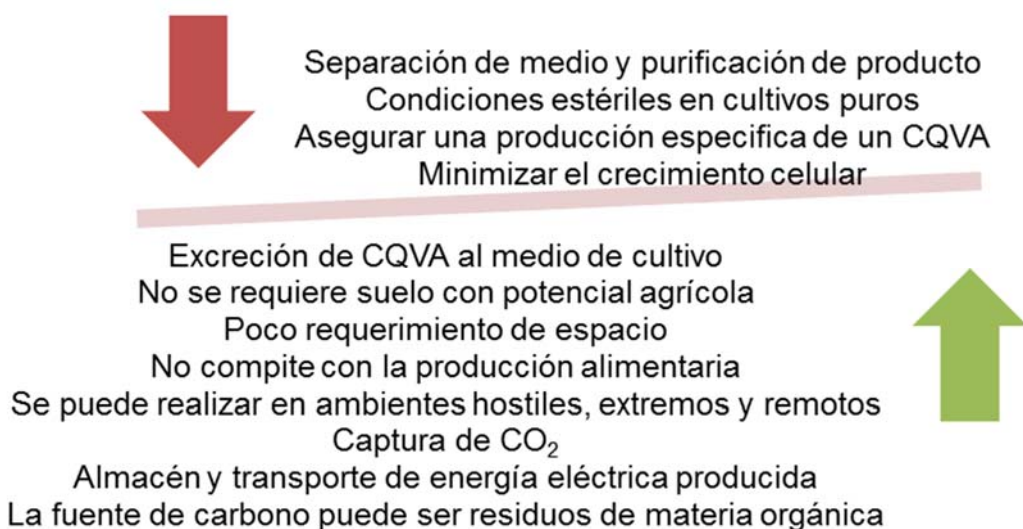 Separación de medio y purificación de producto
Condiciones estériles en cultivos puros
Asegurar una producción especifica de un CQVA
Minimizar el crecimiento celular
Excreción de CQVA al medio de cultivo
No se requiere suelo con potencial agrícola
Poco requerimiento de espacio
No compite con la producción alimentaria
Se puede realizar en ambientes hostiles, extremos y remotos
Captura de CO₂
Almacén y transporte de energía eléctrica producida
La fuente de carbono puede ser residuos de materia orgánica